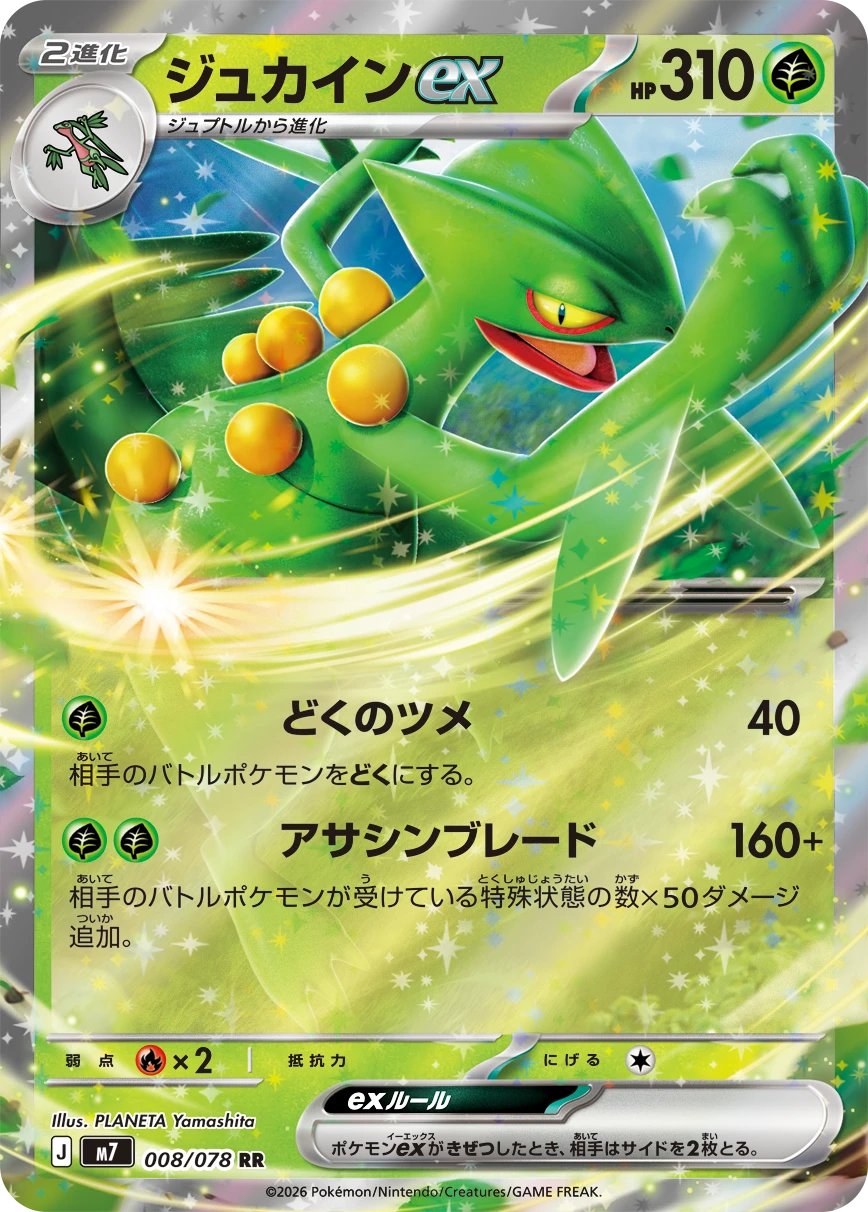 2進化
ジュカインex
HP310
ジュプトルから進化
どくのツメ 40
相手のバトルポケモンをどくにする。
アサシンブレード 160+
相手のバトルポケモンが受けている特殊状態の数×50ダメージ
追加。
弱点 ×2 抵抗力 にげる
exルール
ポケモンexがきぜつしたとき、相手はサイドを2枚とる。
Illus. PLANETA Yamashita
J M7 008/078 RR
©2026 Pokémon/Nintendo/Creatures/GAME FREAK.